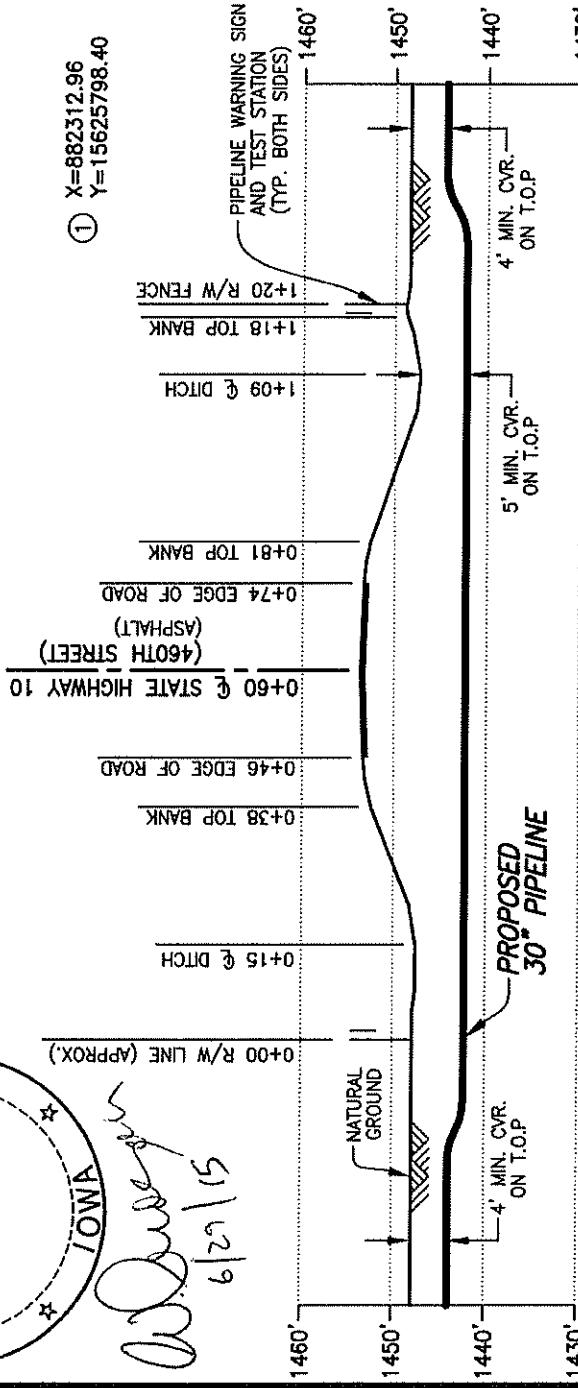 ① X=882312.96
Y=15625798.40
IOWA
6/27/15
0+00 R/W LINE (APPROX.)
0+15 ℄ DITCH
0+38 TOP BANK
0+46 EDGE OF ROAD
0+60 ℄ STATE HIGHWAY 10
(460TH STREET)
(ASPHALT)
0+74 EDGE OF ROAD
0+81 TOP BANK
1+09 ℄ DITCH
1+18 TOP BANK
1+20 R/W FENCE
PIPELINE WARNING SIGN
AND TEST STATION
(TYP. BOTH SIDES)
1460'
1450'
1440'
1430'
1460'
1450'
1440'
NATURAL
GROUND
4' MIN. CVR.
ON T.O.P
PROPOSED
30" PIPELINE
5' MIN. CVR.
ON T.O.P
4' MIN. CVR.
ON T.O.P